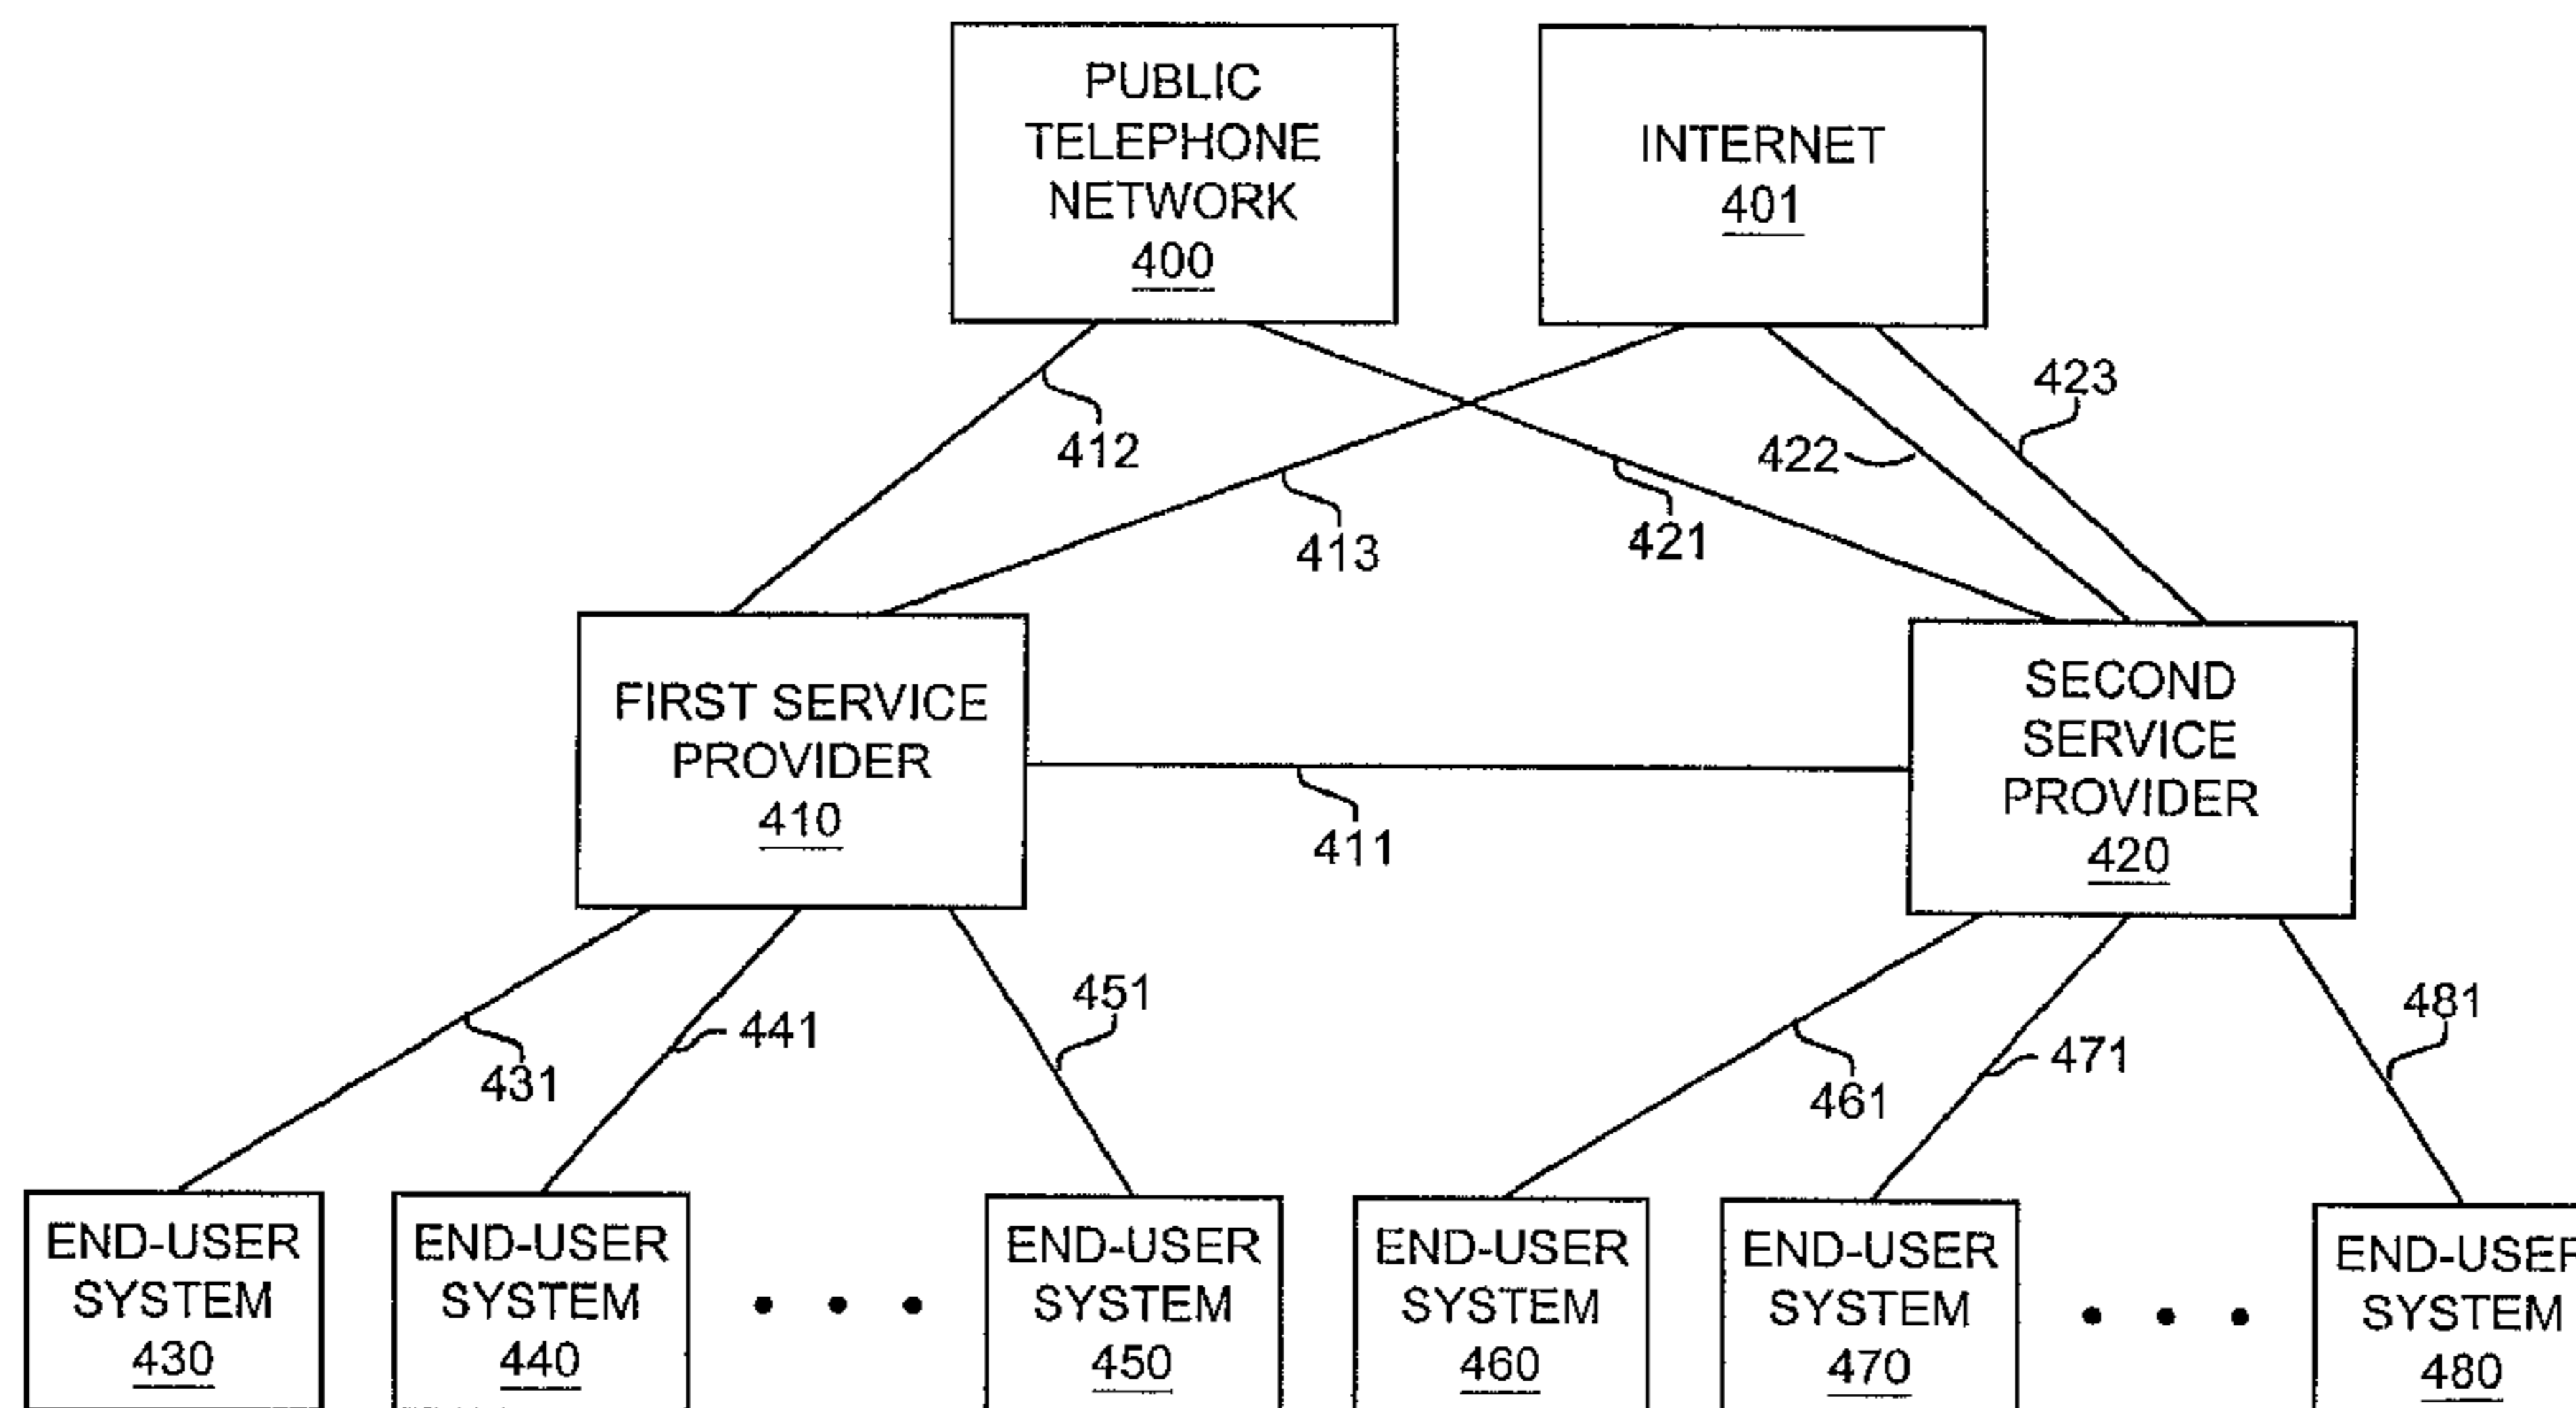 PUBLIC
TELEPHONE
NETWORK
400
INTERNET
401
412
413
421
422
423
FIRST SERVICE
PROVIDER
410
411
SECOND
SERVICE
PROVIDER
420
431
441
451
461
471
481
END-USER
SYSTEM
430
END-USER
SYSTEM
440
• • •
END-USER
SYSTEM
450
END-USER
SYSTEM
460
END-USER
SYSTEM
470
• • •
END-USER
SYSTEM
480